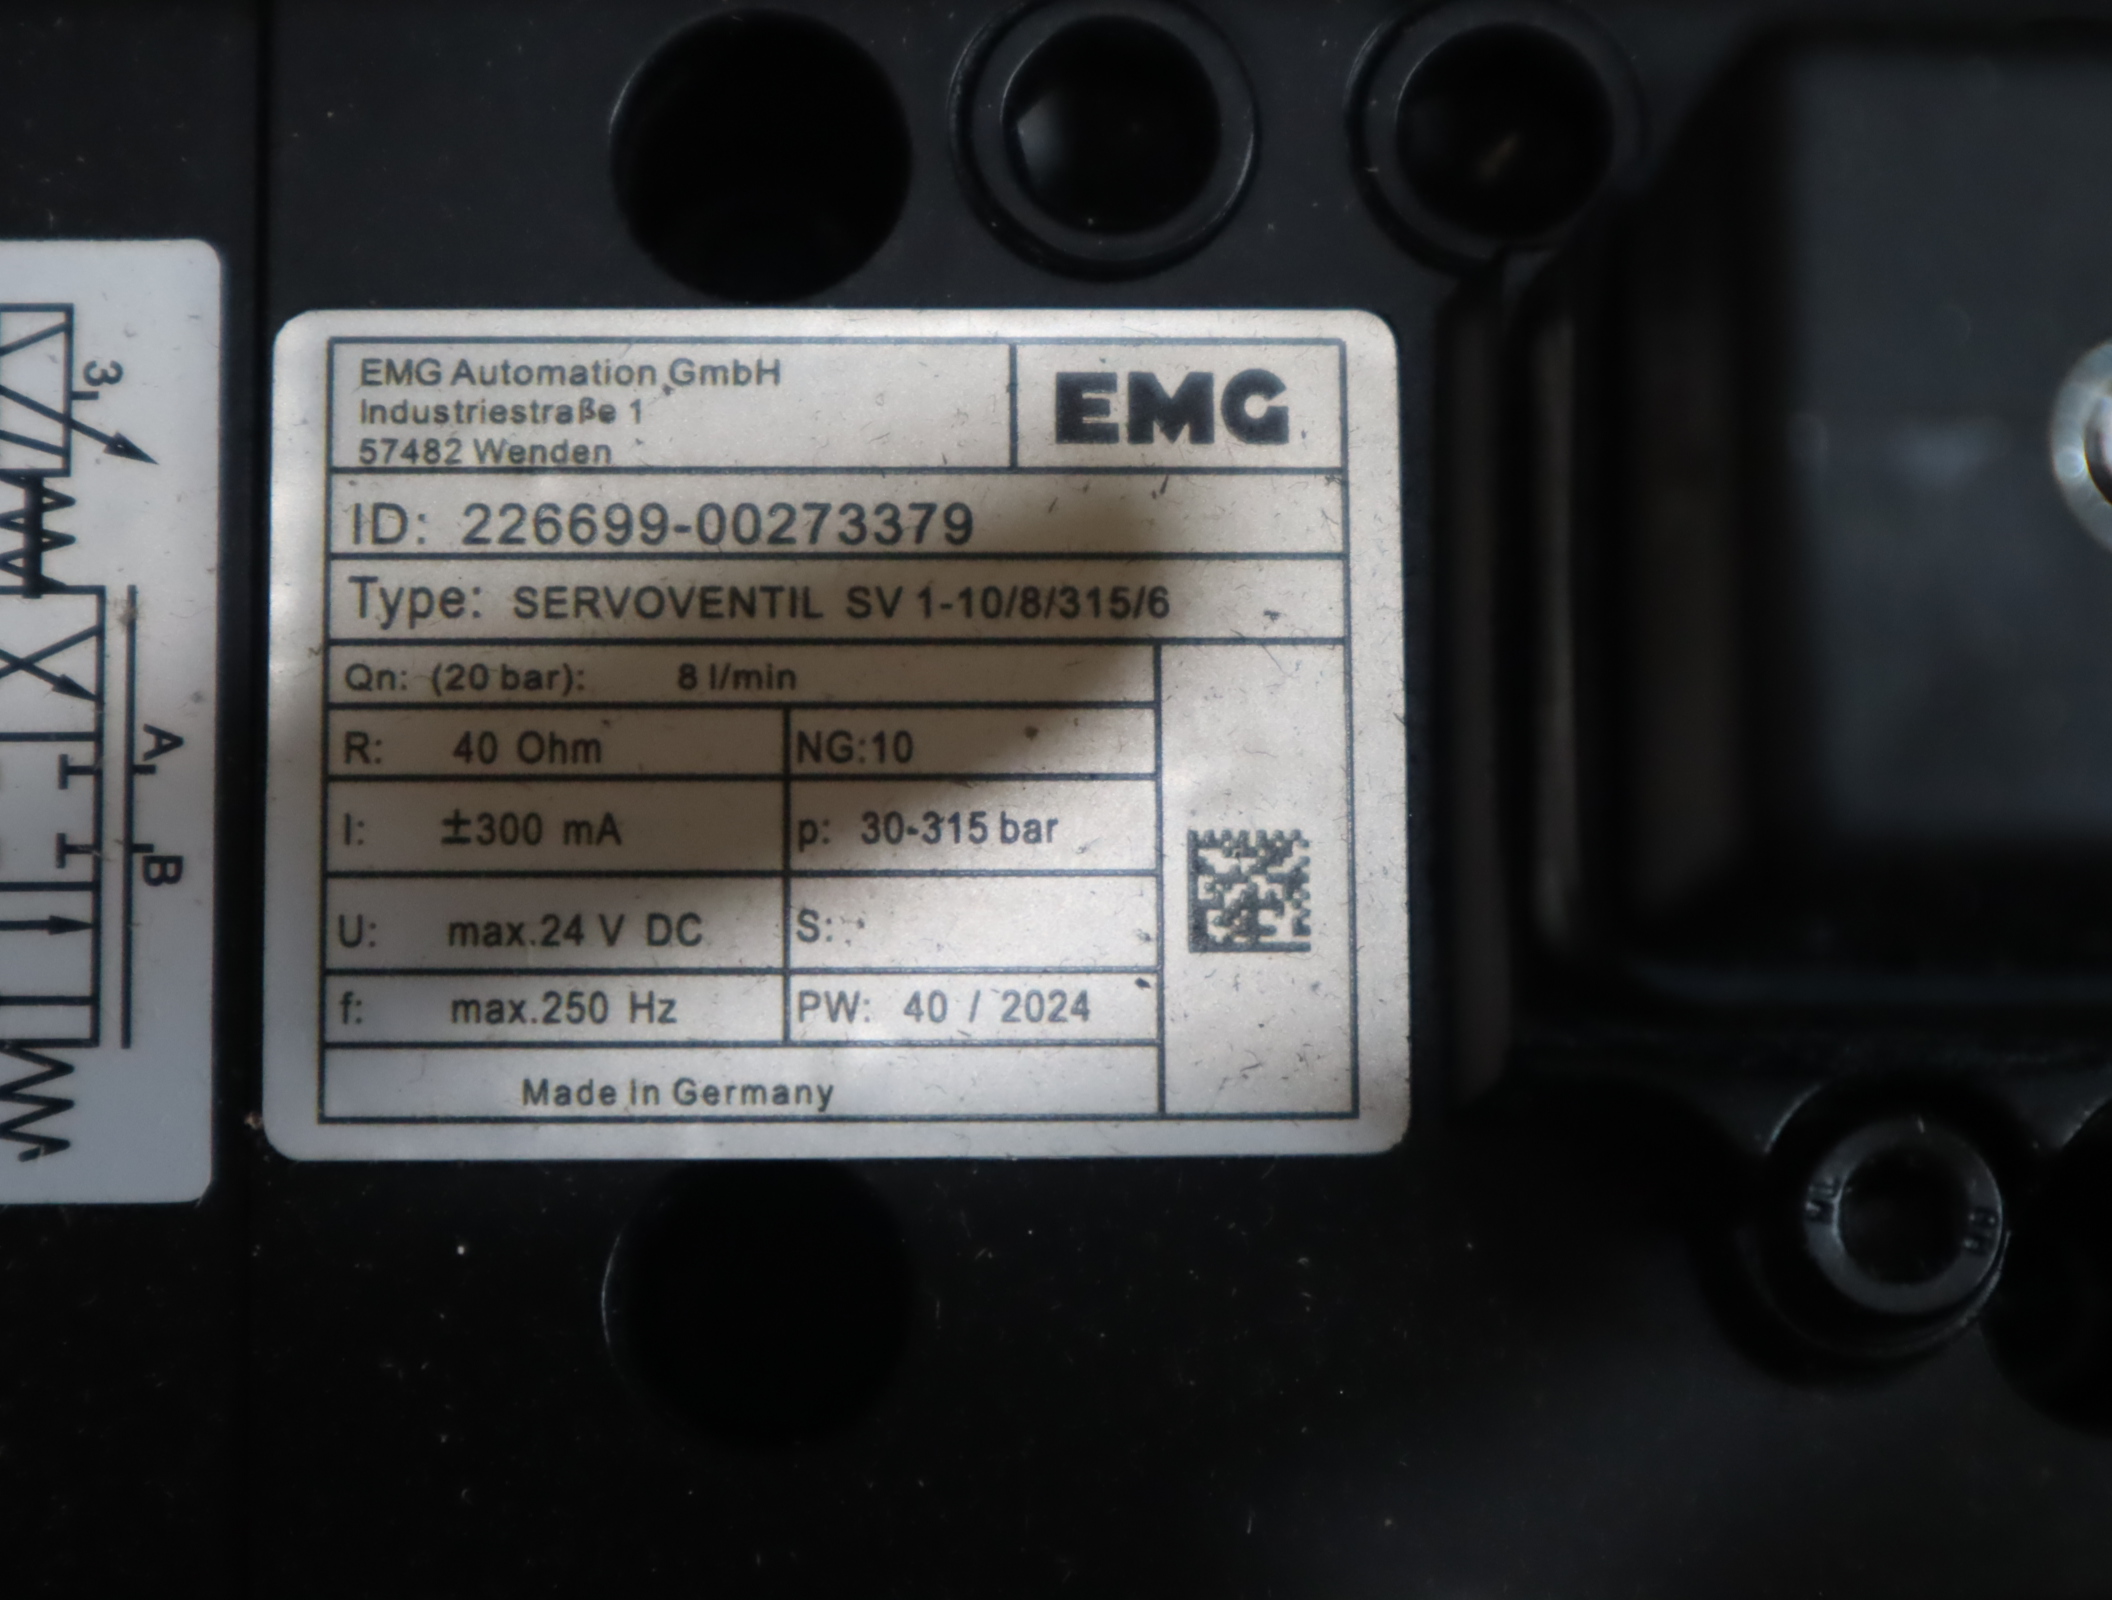 EMG Automation GmbH
Industriestraße 1
57482 Wenden
EMG
ID: 226699-00273379
Type: SERVOVENTIL SV 1-10/8/315/6
Qn: (20 bar): 8 l/min
R: 40 Ohm NG:10
I: ±300 mA p: 30-315 bar
U: max.24 V DC S:
f: max.250 Hz PW: 40 / 2024
Made in Germany
3
A
B